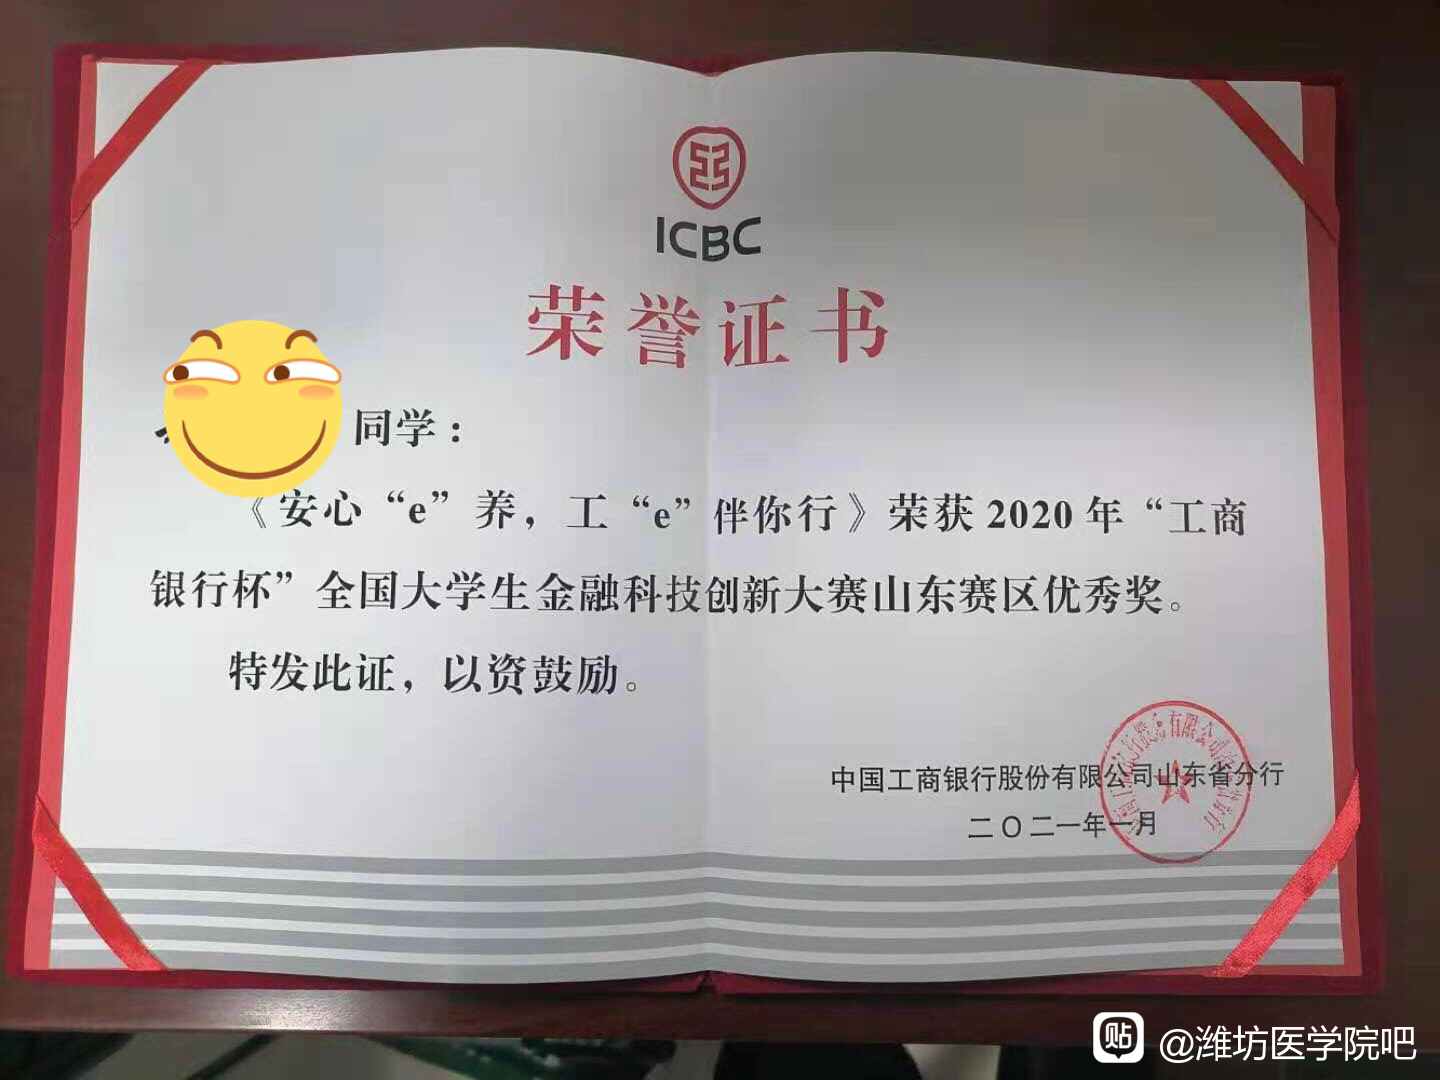 ICBC
荣誉证书
同学：
《安心“e”养，工“e”伴你行》荣获2020年“工商
银行杯”全国大学生金融科技创新大赛山东赛区优秀奖。
特发此证，以资鼓励。
中国工商银行股份有限公司山东省分行
二〇二一年一月
贴 @潍坊医学院吧